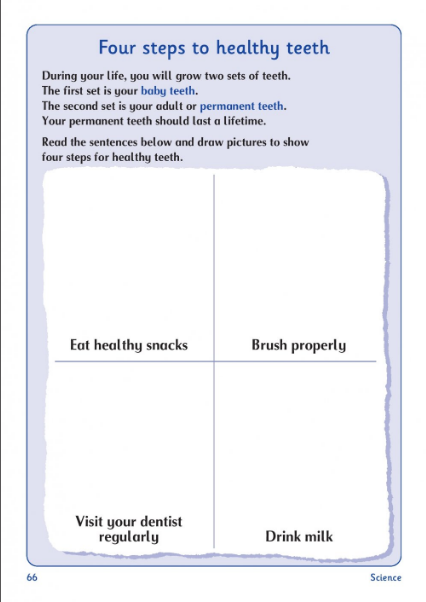 Four steps to healthy teeth
During your life, you will grow two sets of teeth.
The first set is your baby teeth.
The second set is your adult or permanent teeth.
Your permanent teeth should last a lifetime.
Read the sentences below and draw pictures to show
four steps for healthy teeth.
Eat healthy snacks
Brush properly
Visit your dentist
regularly
Drink milk
66
Science